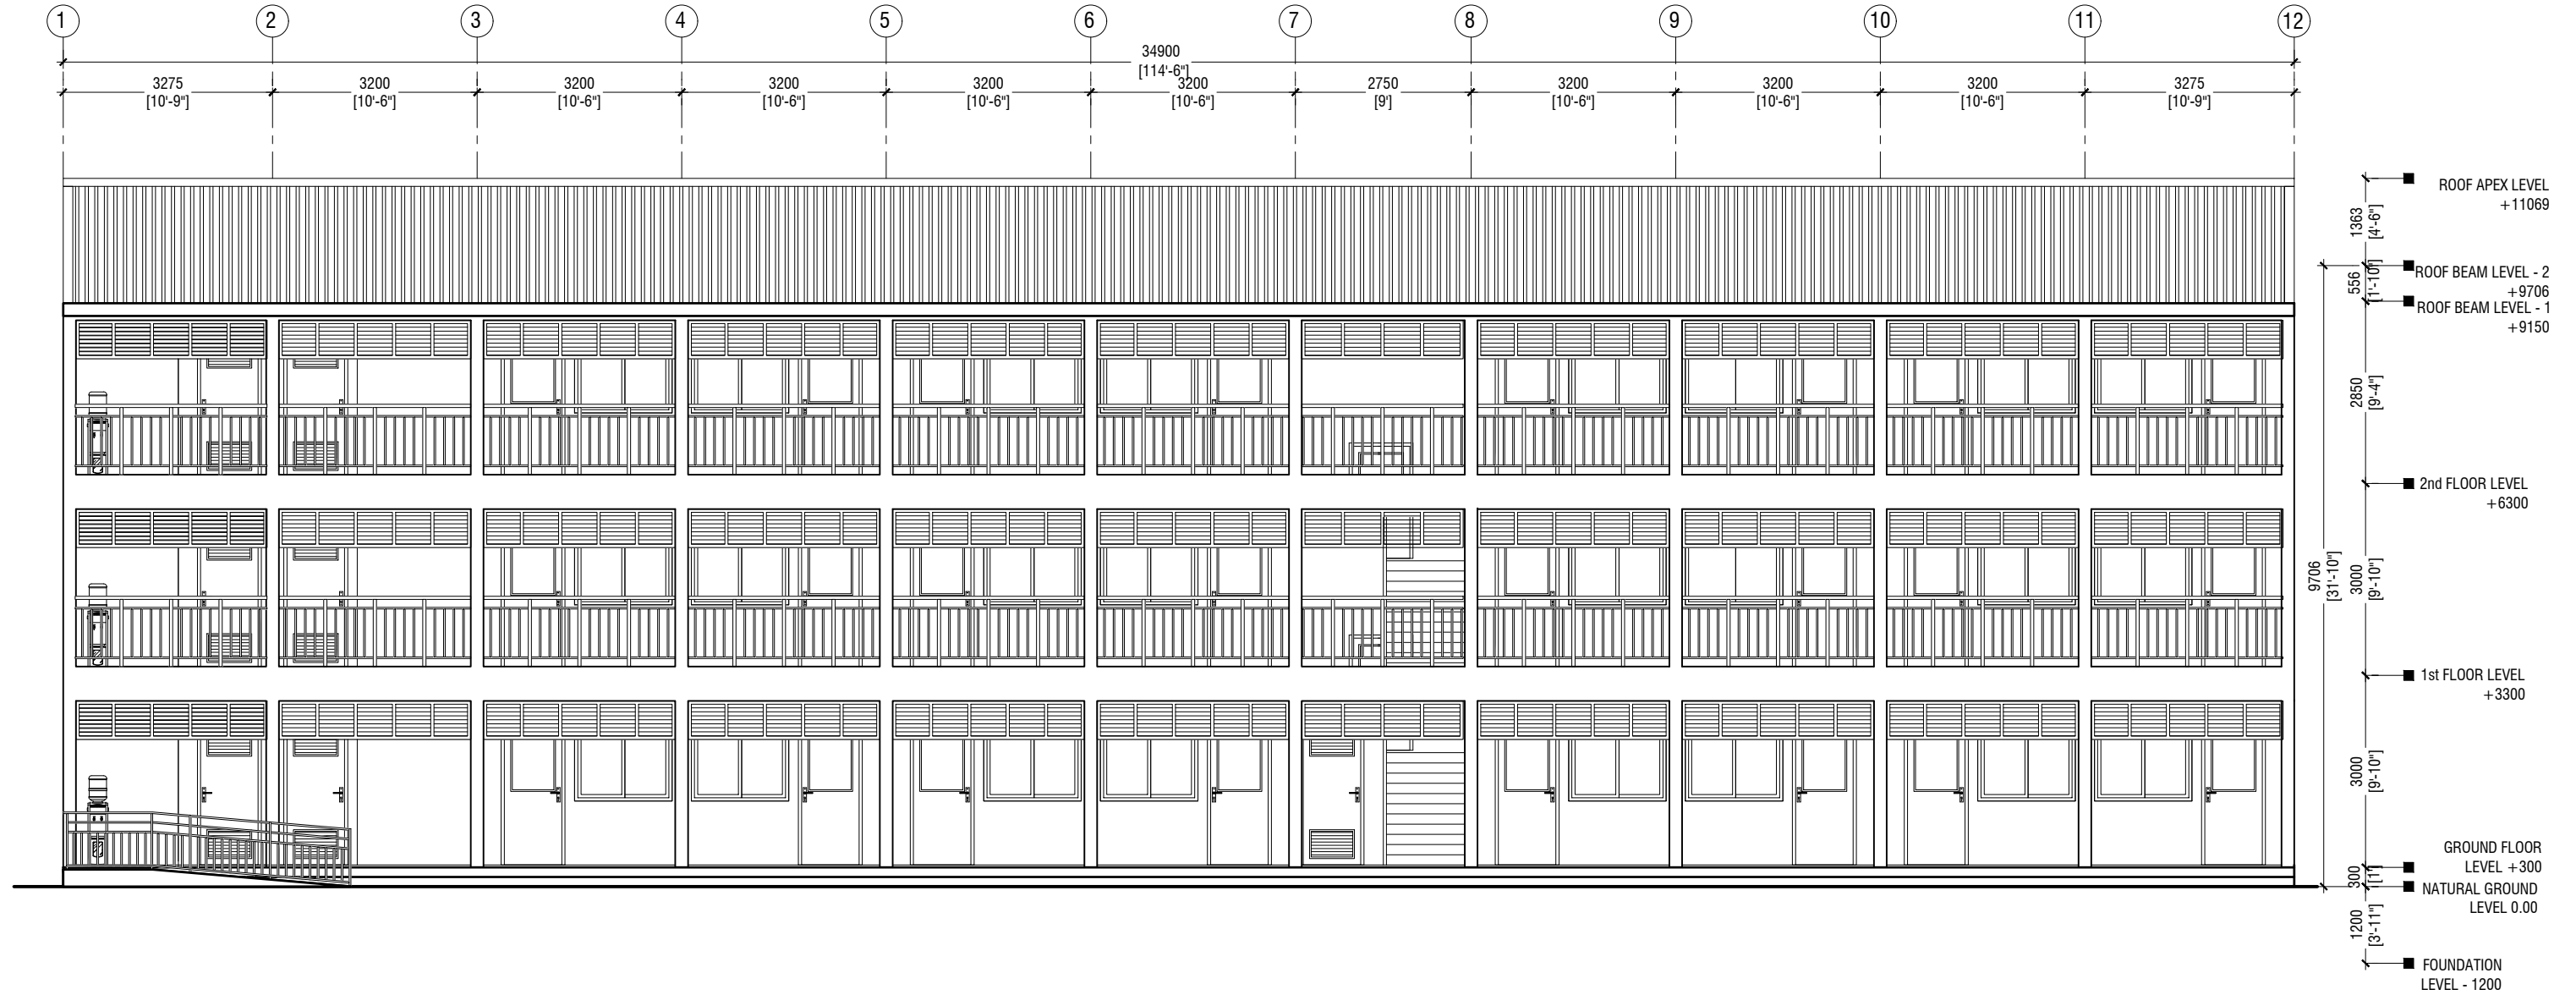 1 2 3 4 5 6 7 8 9 10 11 12
34900
[114'-6"]
3275 3200 3200 3200 3200 3200 2750 3200 3200 3200 3275
[10'-9"] [10'-6"] [10'-6"] [10'-6"] [10'-6"] [10'-6"] [9'] [10'-6"] [10'-6"] [10'-6"] [10'-9"]
ROOF APEX LEVEL
+11069
1363
[4'-6"]
ROOF BEAM LEVEL - 2
+9706
556
[1'-10"]
ROOF BEAM LEVEL - 1
+9150
2850
[9'-4"]
2nd FLOOR LEVEL
+6300
9706
[31'-10"]
3000
[9'-10"]
1st FLOOR LEVEL
+3300
3000
[9'-10"]
GROUND FLOOR
LEVEL +300
300
[1']
NATURAL GROUND
LEVEL 0.00
1200
[3'-11"]
FOUNDATION
LEVEL - 1200